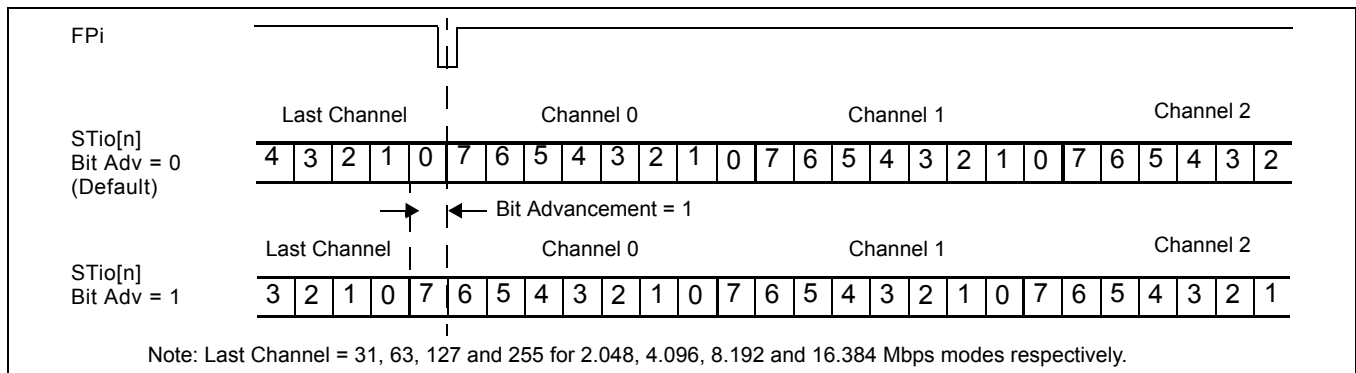 FPi
Last Channel Channel 0 Channel 1 Channel 2
STio[n]
Bit Adv = 0
(Default)
4 3 2 1 0 7 6 5 4 3 2 1 0 7 6 5 4 3 2 1 0 7 6 5 4 3 2
Bit Advancement = 1
Last Channel Channel 0 Channel 1 Channel 2
STio[n]
Bit Adv = 1
3 2 1 0 7 6 5 4 3 2 1 0 7 6 5 4 3 2 1 0 7 6 5 4 3 2 1
Note: Last Channel = 31, 63, 127 and 255 for 2.048, 4.096, 8.192 and 16.384 Mbps modes respectively.